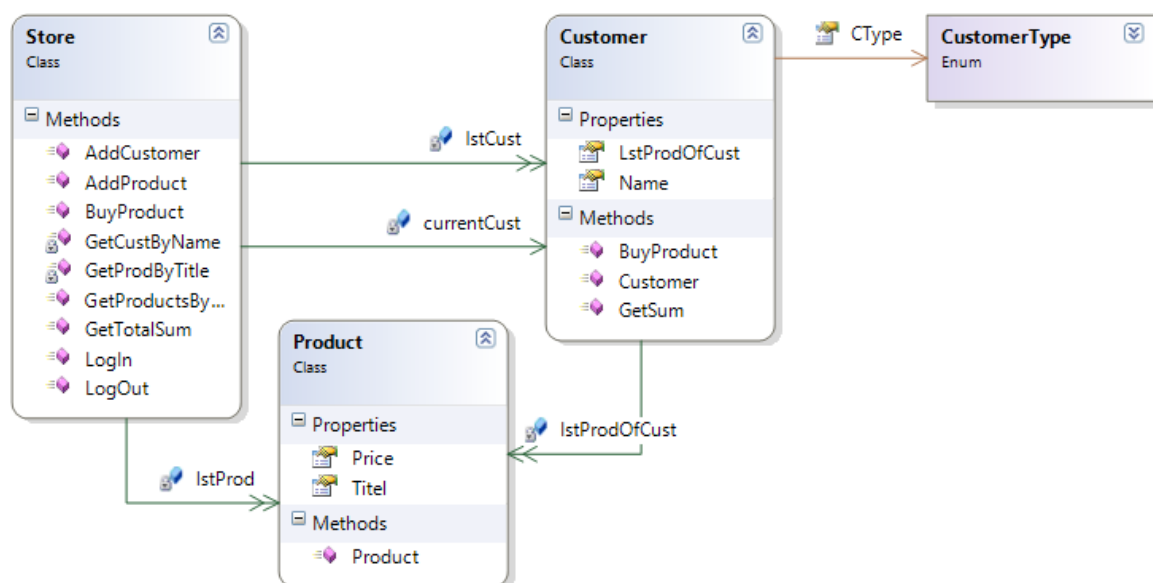 Store
Class
Methods
AddCustomer
AddProduct
BuyProduct
GetCustByName
GetProdByTitle
GetProductsBy...
GetTotalSum
LogIn
LogOut
lstCust
currentCust
lstProd
Customer
Class
Properties
LstProdOfCust
Name
Methods
BuyProduct
Customer
GetSum
CType
CustomerType
Enum
lstProdOfCust
Product
Class
Properties
Price
Titel
Methods
Product